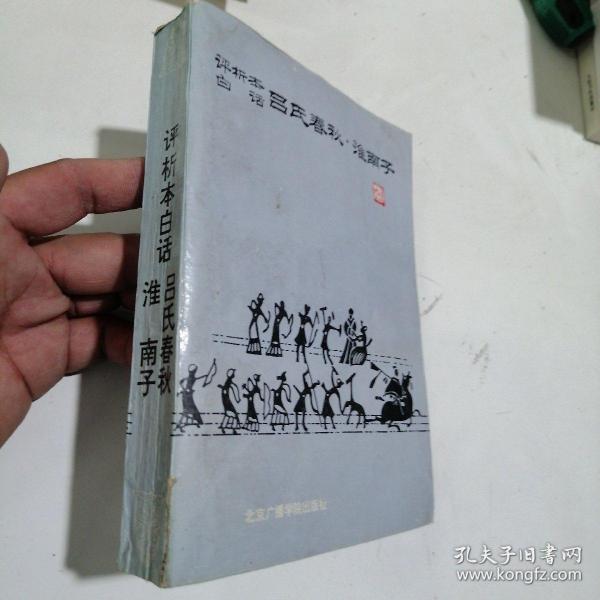 评析本
白话
吕氏春秋·淮南子
评析本白话
吕氏春秋
淮南子
北京广播学院出版社
孔夫子旧书网
www.kongfz.com